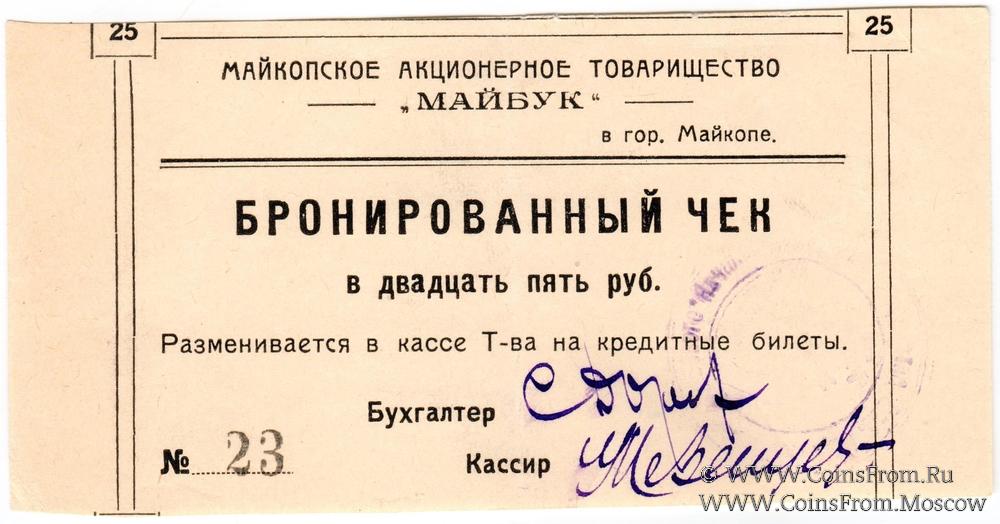 25 25
МАЙКОПСКОЕ АКЦИОНЕРНОЕ ТОВАРИЩЕСТВО
„МАЙБУК“
в гор. Майкопе.
БРОНИРОВАННЫЙ ЧЕК
в двадцать пять руб.
Разменивается в кассе Т-ва на кредитные билеты.
Бухгалтер
№ 23 Кассир
© WWW.CoinsFrom.Ru
WWW.CoinsFrom.Moscow